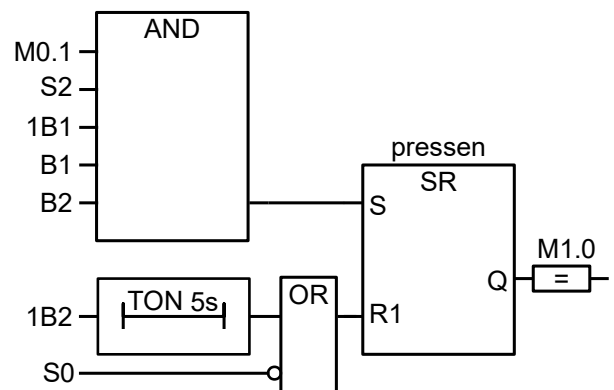 AND
M0.1
S2
1B1
B1
B2
pressen
SR
S
M1.0
Q
=
OR
TON 5s
1B2
R1
S0